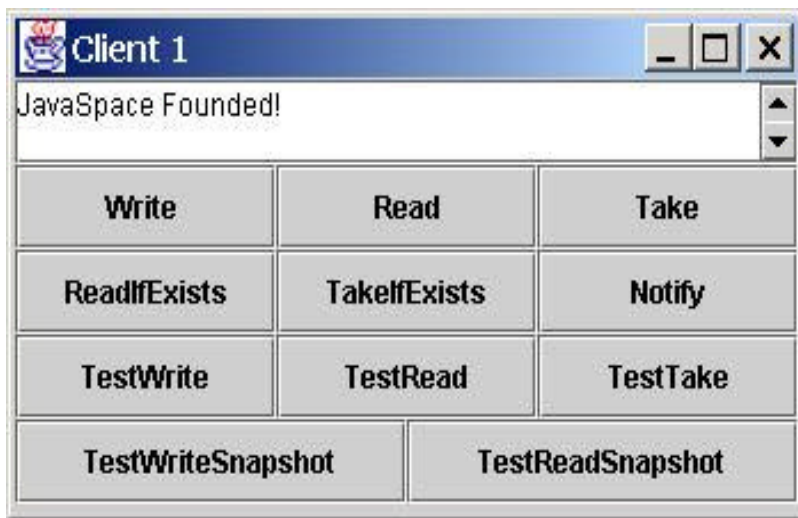 Client 1
JavaSpace Founded!
Write Read Take
ReadIfExists TakeIfExists Notify
TestWrite TestRead TestTake
TestWriteSnapshot TestReadSnapshot